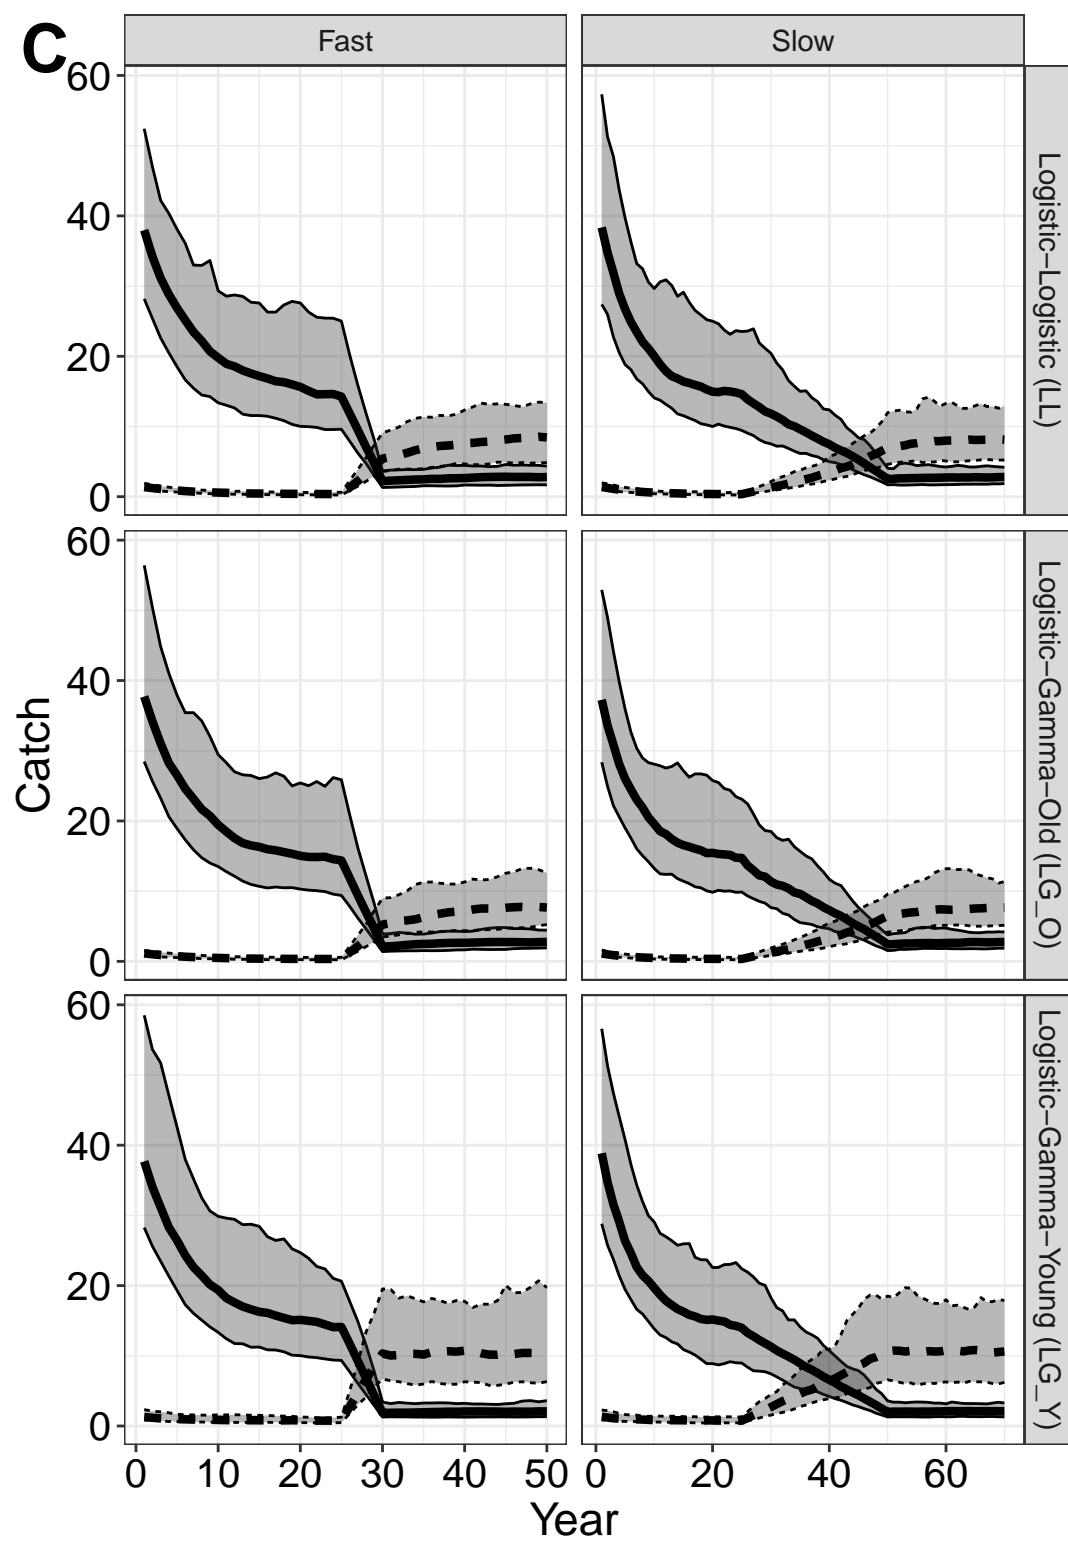 C
Fast
Slow
60
40
20
0
Logistic−Logistic (LL)
60
40
20
0
Logistic−Gamma−Old (LG_O)
60
40
20
0
Logistic−Gamma−Young (LG_Y)
Catch
0 10 20 30 40 50
0 20 40 60
Year